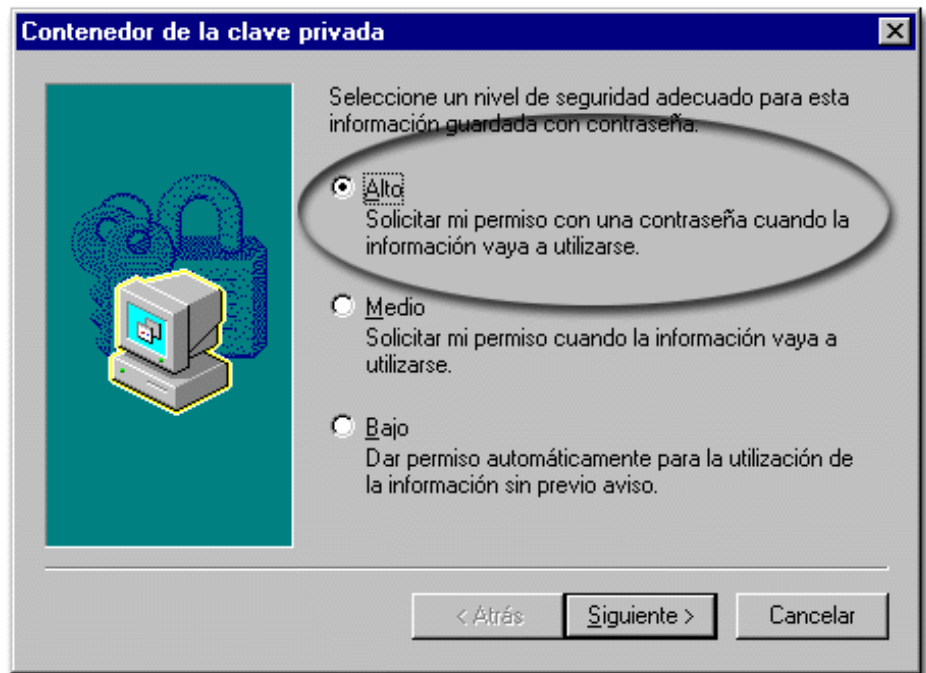 Contenedor de la clave privada
Seleccione un nivel de seguridad adecuado para esta
información guardada con contraseña.
Alto
Solicitar mi permiso con una contraseña cuando la
información vaya a utilizarse.
Medio
Solicitar mi permiso cuando la información vaya a
utilizarse.
Bajo
Dar permiso automáticamente para la utilización de
la información sin previo aviso.
< Atrás Siguiente > Cancelar